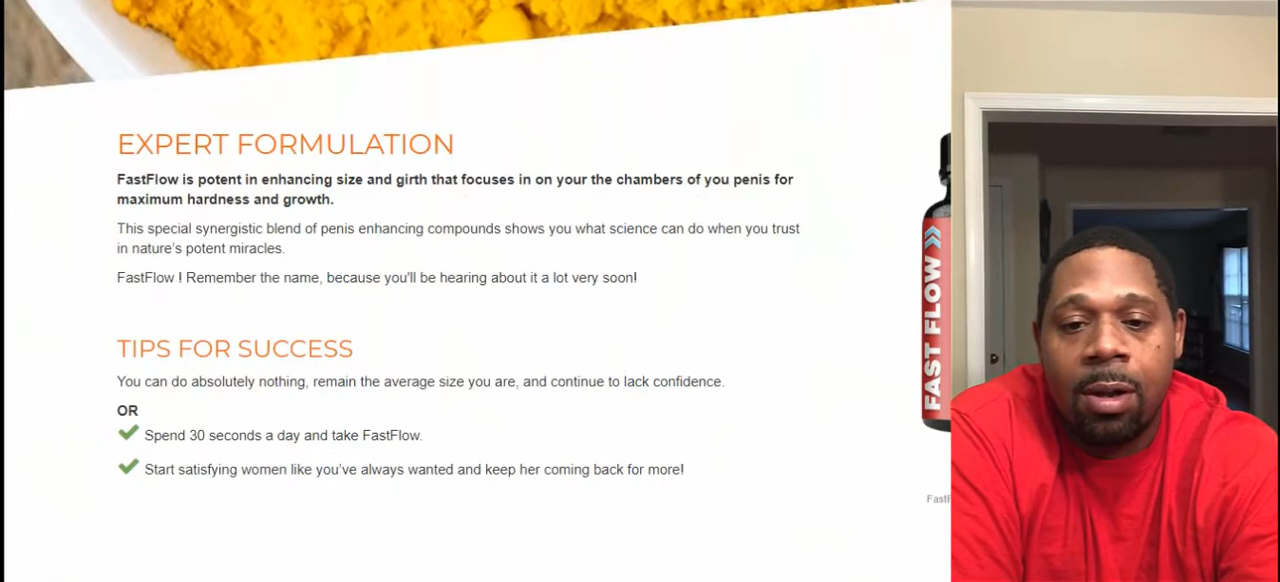 EXPERT FORMULATION
FastFlow is potent in enhancing size and girth that focuses in on your the chambers of you penis for
maximum hardness and growth.
This special synergistic blend of penis enhancing compounds shows you what science can do when you trust
in nature's potent miracles.
FastFlow ! Remember the name, because you'll be hearing about it a lot very soon!
TIPS FOR SUCCESS
You can do absolutely nothing, remain the average size you are, and continue to lack confidence.
OR
Spend 30 seconds a day and take FastFlow.
Start satisfying women like you've always wanted and keep her coming back for more!
FAST FLOW